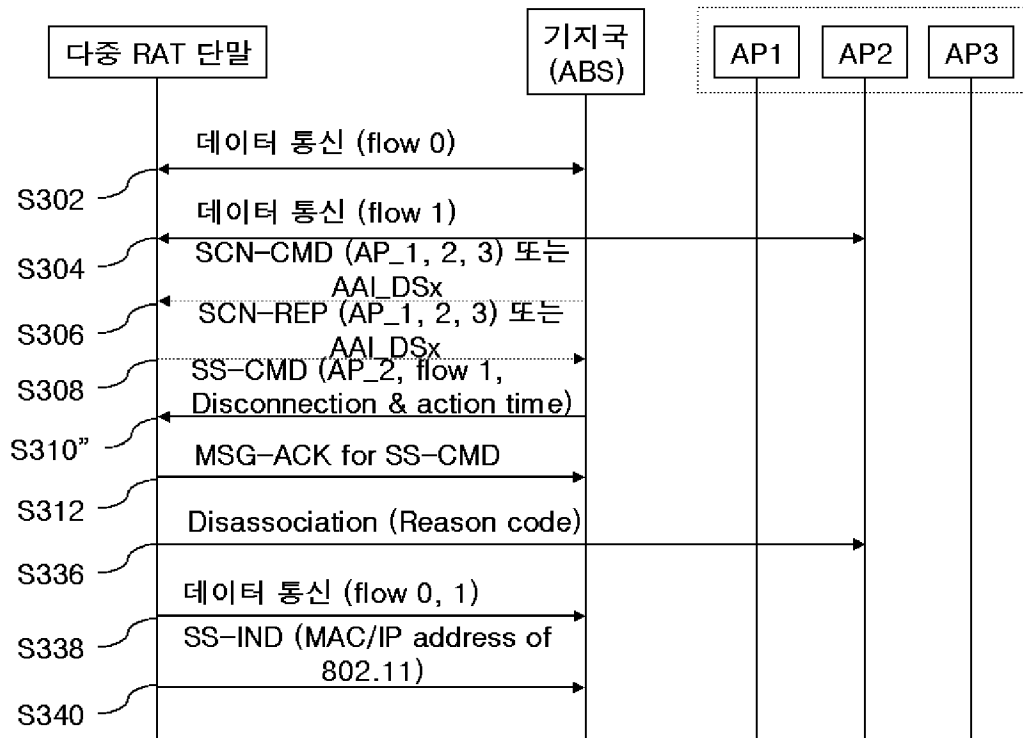 다중 RAT 단말
기지국
(ABS)
AP1
AP2
AP3
데이터 통신 (flow 0)
S302
데이터 통신 (flow 1)
S304
SCN-CMD (AP_1, 2, 3) 또는
AAI_DSx
S306
SCN-REP (AP_1, 2, 3) 또는
AAI_DSx
S308
SS-CMD (AP_2, flow 1,
Disconnection & action time)
S310”
MSG-ACK for SS-CMD
S312
Disassociation (Reason code)
S336
데이터 통신 (flow 0, 1)
S338
SS-IND (MAC/IP address of
802.11)
S340